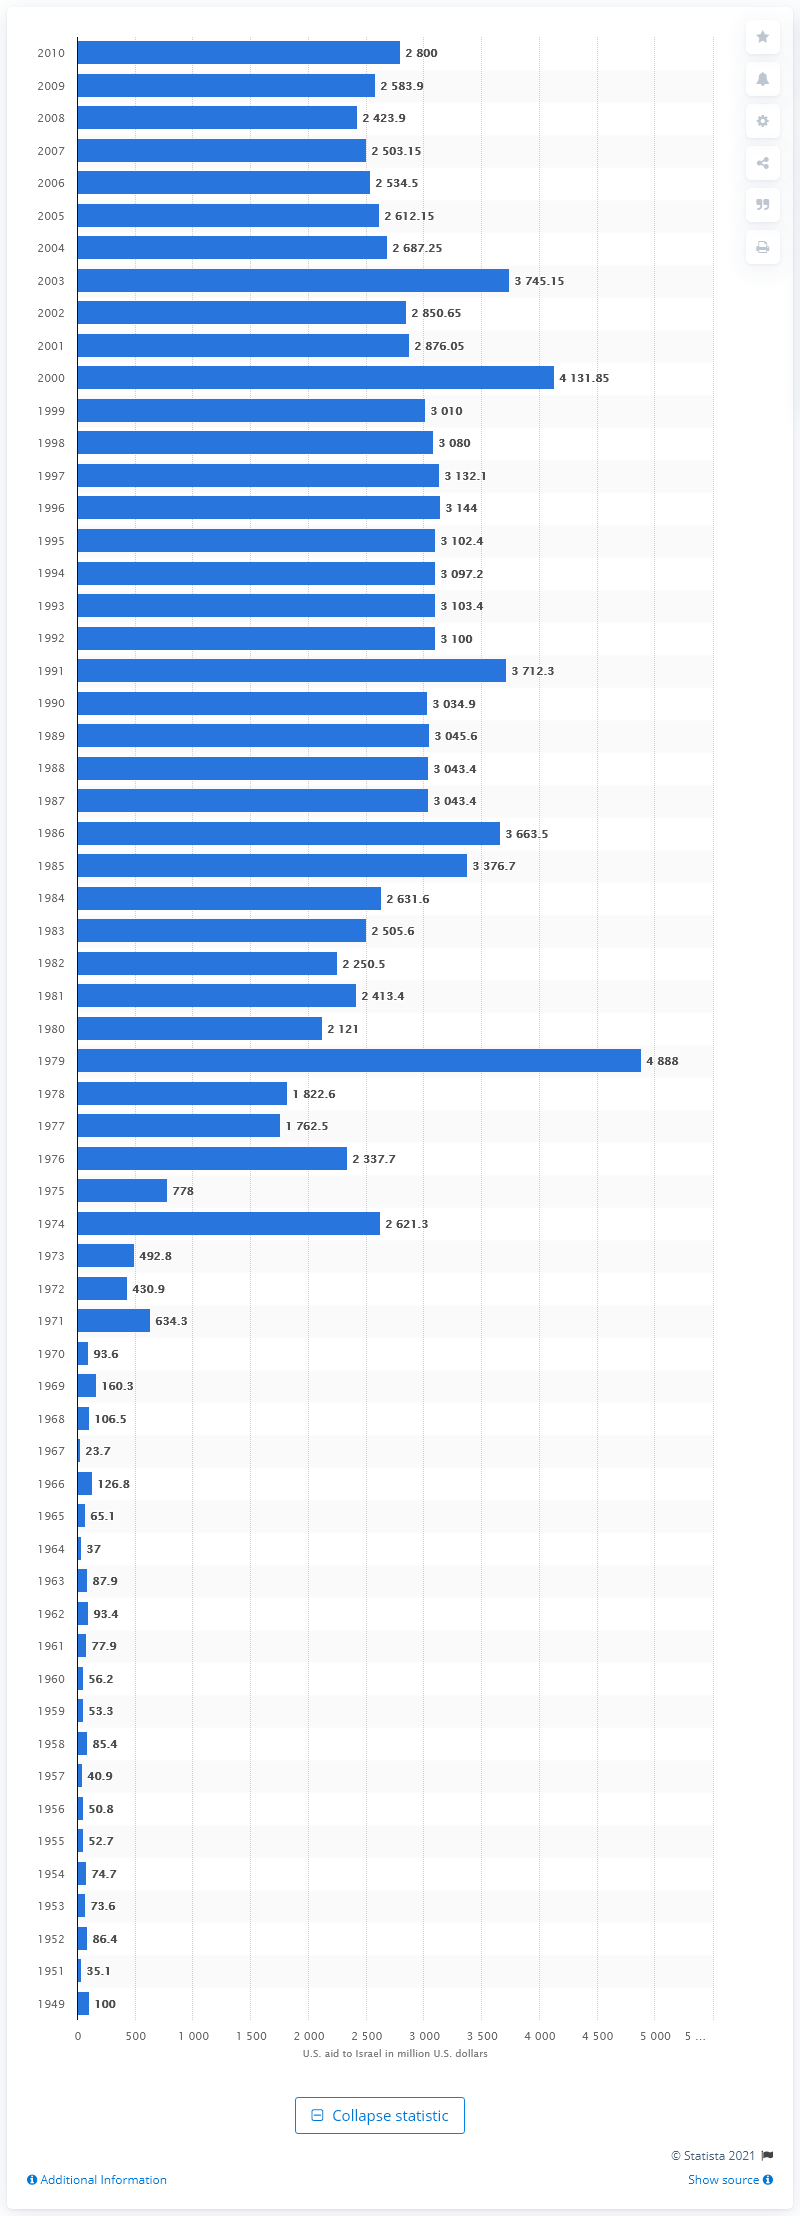 2010 2 800
2009 2 583.9
2008 2 423.9
2007 2 503.15
2006 2 534.5
2005 2 612.15
2004 2 687.25
2003 3 745.15
2002 2 850.65
2001 2 876.05
2000 4 131.85
1999 3 010
1998 3 080
1997 3 132.1
1996 3 144
1995 3 102.4
1994 3 097.2
1993 3 103.4
1992 3 100
1991 3 712.3
1990 3 034.9
1989 3 045.6
1988 3 043.4
1987 3 043.4
1986 3 663.5
1985 3 376.7
1984 2 631.6
1983 2 505.6
1982 2 250.5
1981 2 413.4
1980 2 121
1979 4 888
1978 1 822.6
1977 1 762.5
1976 2 337.7
1975 778
1974 2 621.3
1973 492.8
1972 430.9
1971 634.3
1970 93.6
1969 160.3
1968 106.5
1967 23.7
1966 126.8
1965 65.1
1964 37
1963 87.9
1962 93.4
1961 77.9
1960 56.2
1959 53.3
1958 85.4
1957 40.9
1956 50.8
1955 52.7
1954 74.7
1953 73.6
1952 86.4
1951 35.1
1949 100
0 500 1 000 1 500 2 000 2 500 3 000 3 500 4 000 4 500 5 000 5 ...
U.S. aid to Israel in million U.S. dollars
Collapse statistic
© Statista 2021
Additional Information Show source